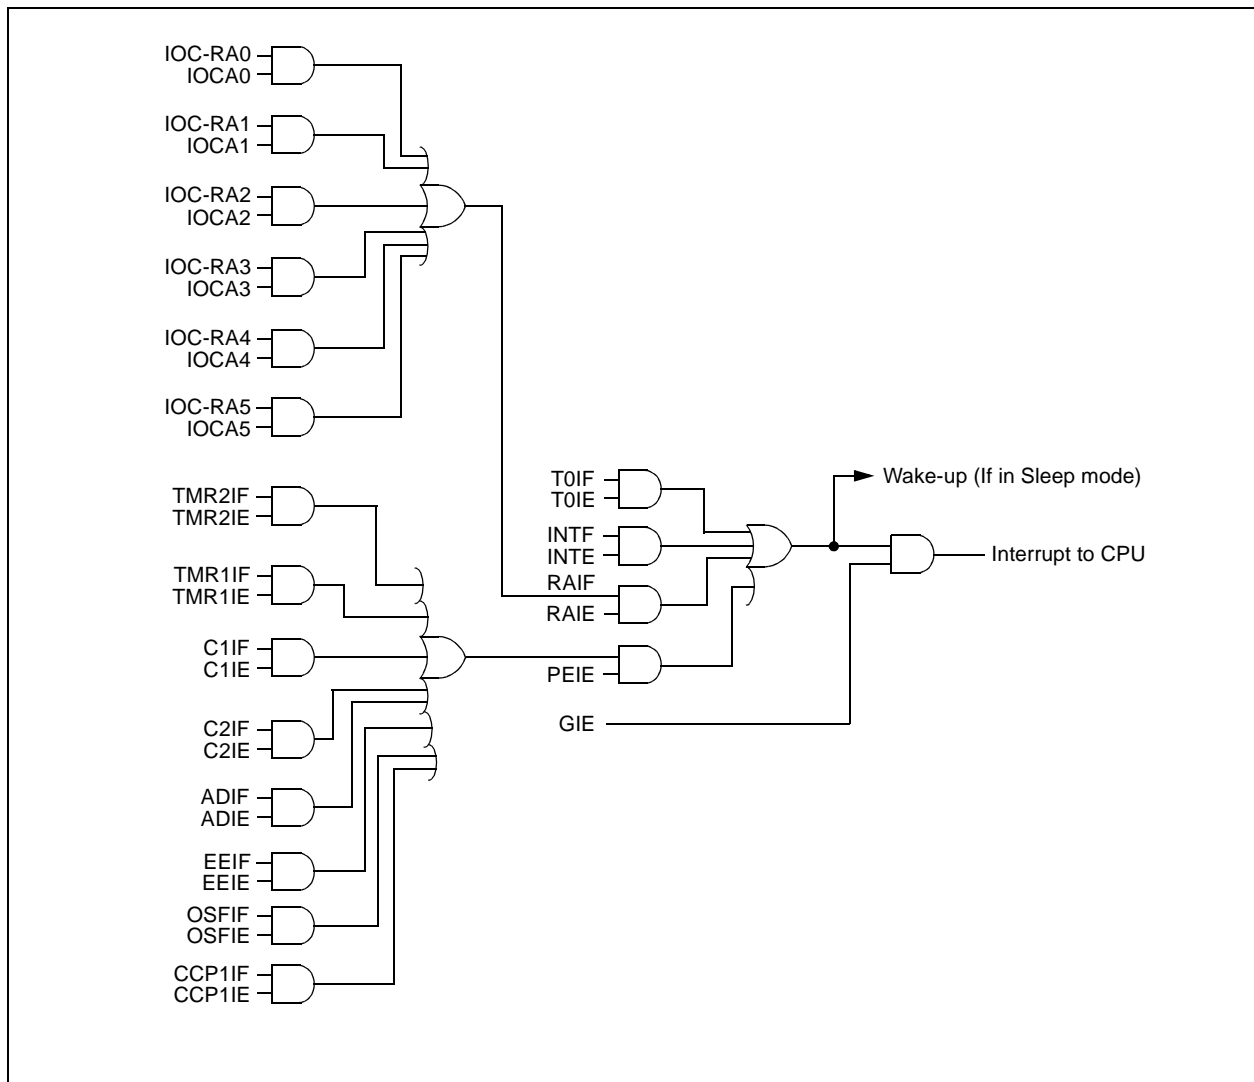 IOC-RA0
IOCA0
IOC-RA1
IOCA1
IOC-RA2
IOCA2
IOC-RA3
IOCA3
IOC-RA4
IOCA4
IOC-RA5
IOCA5
TMR2IF
TMR2IE
TMR1IF
TMR1IE
C1IF
C1IE
C2IF
C2IE
ADIF
ADIE
EEIF
EEIE
OSFIF
OSFIE
CCP1IF
CCP1IE
T0IF
T0IE
INTF
INTE
RAIF
RAIE
PEIE
GIE
Wake-up (If in Sleep mode)
Interrupt to CPU